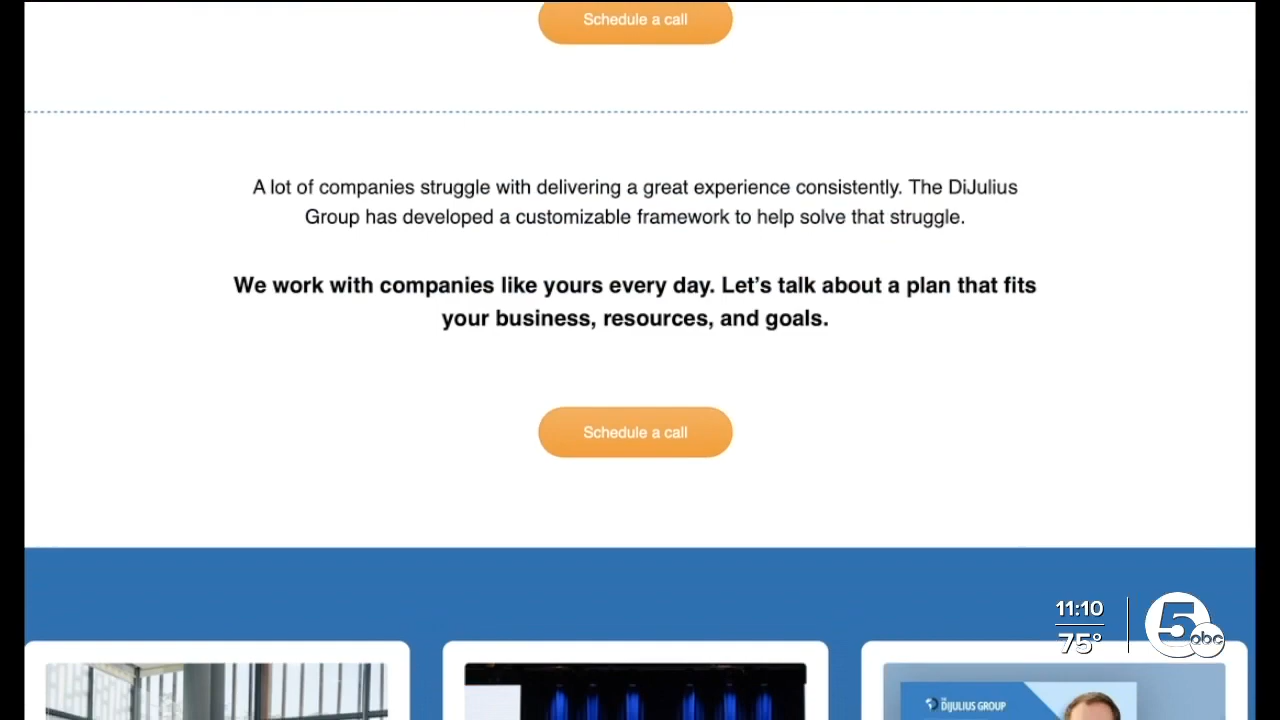 Schedule a call
A lot of companies struggle with delivering a great experience consistently. The DiJulius
Group has developed a customizable framework to help solve that struggle.
We work with companies like yours every day. Let’s talk about a plan that fits
your business, resources, and goals.
Schedule a call
11:10
75°
5
abc
THE
DIJULIUS GROUP